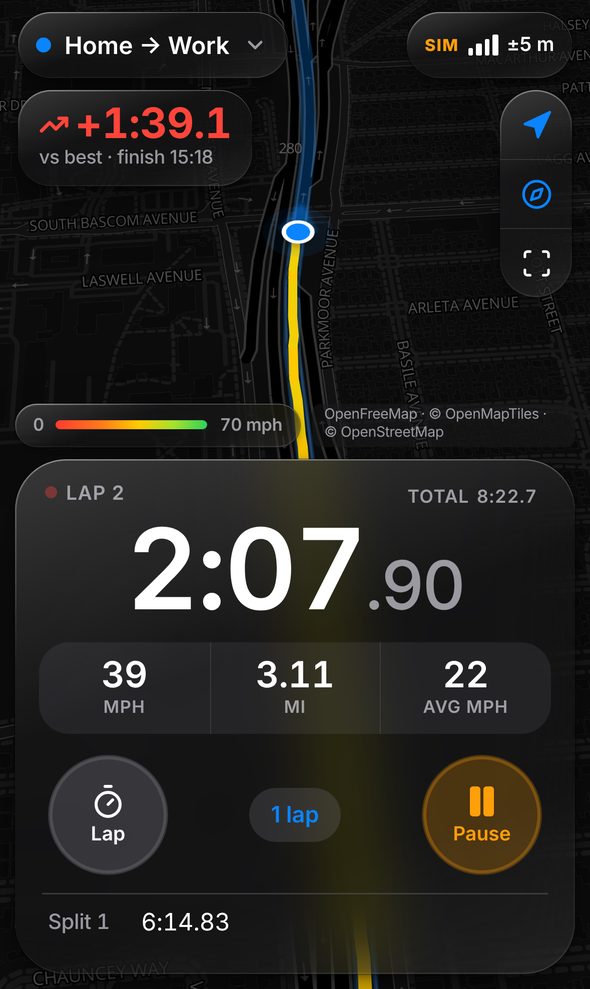 Home → Work
SIM ±5 m
+1:39.1
vs best · finish 15:18
280
SOUTH BASCOM AVENUE
LASWELL AVENUE
PARKMOOR AVENUE
ARLETA AVENUE
STREET
0 70 mph
OpenFreeMap · © OpenMapTiles ·
© OpenStreetMap
LAP 2
TOTAL 8:22.7
2:07.90
39 3.11 22
MPH MI AVG MPH
Lap
1 lap
Pause
Split 1 6:14.83
CHAUNCEY WAY